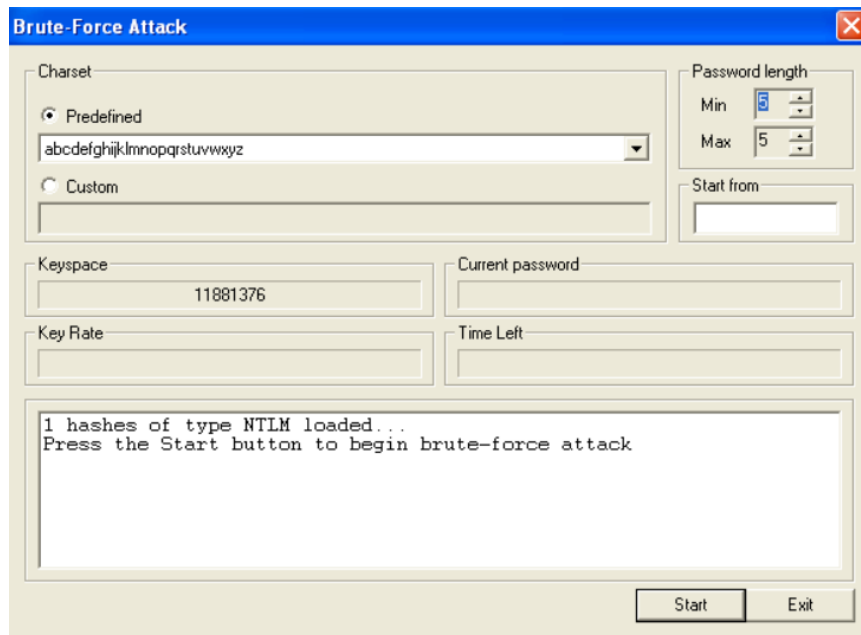 Brute-Force Attack
Charset
Predefined
abcdefghijklmnopqrstuvwxyz
Custom
Password length
Min 5
Max 5
Start from
Keyspace
11881376
Current password
Key Rate
Time Left
1 hashes of type NTLM loaded...
Press the Start button to begin brute-force attack
Start
Exit